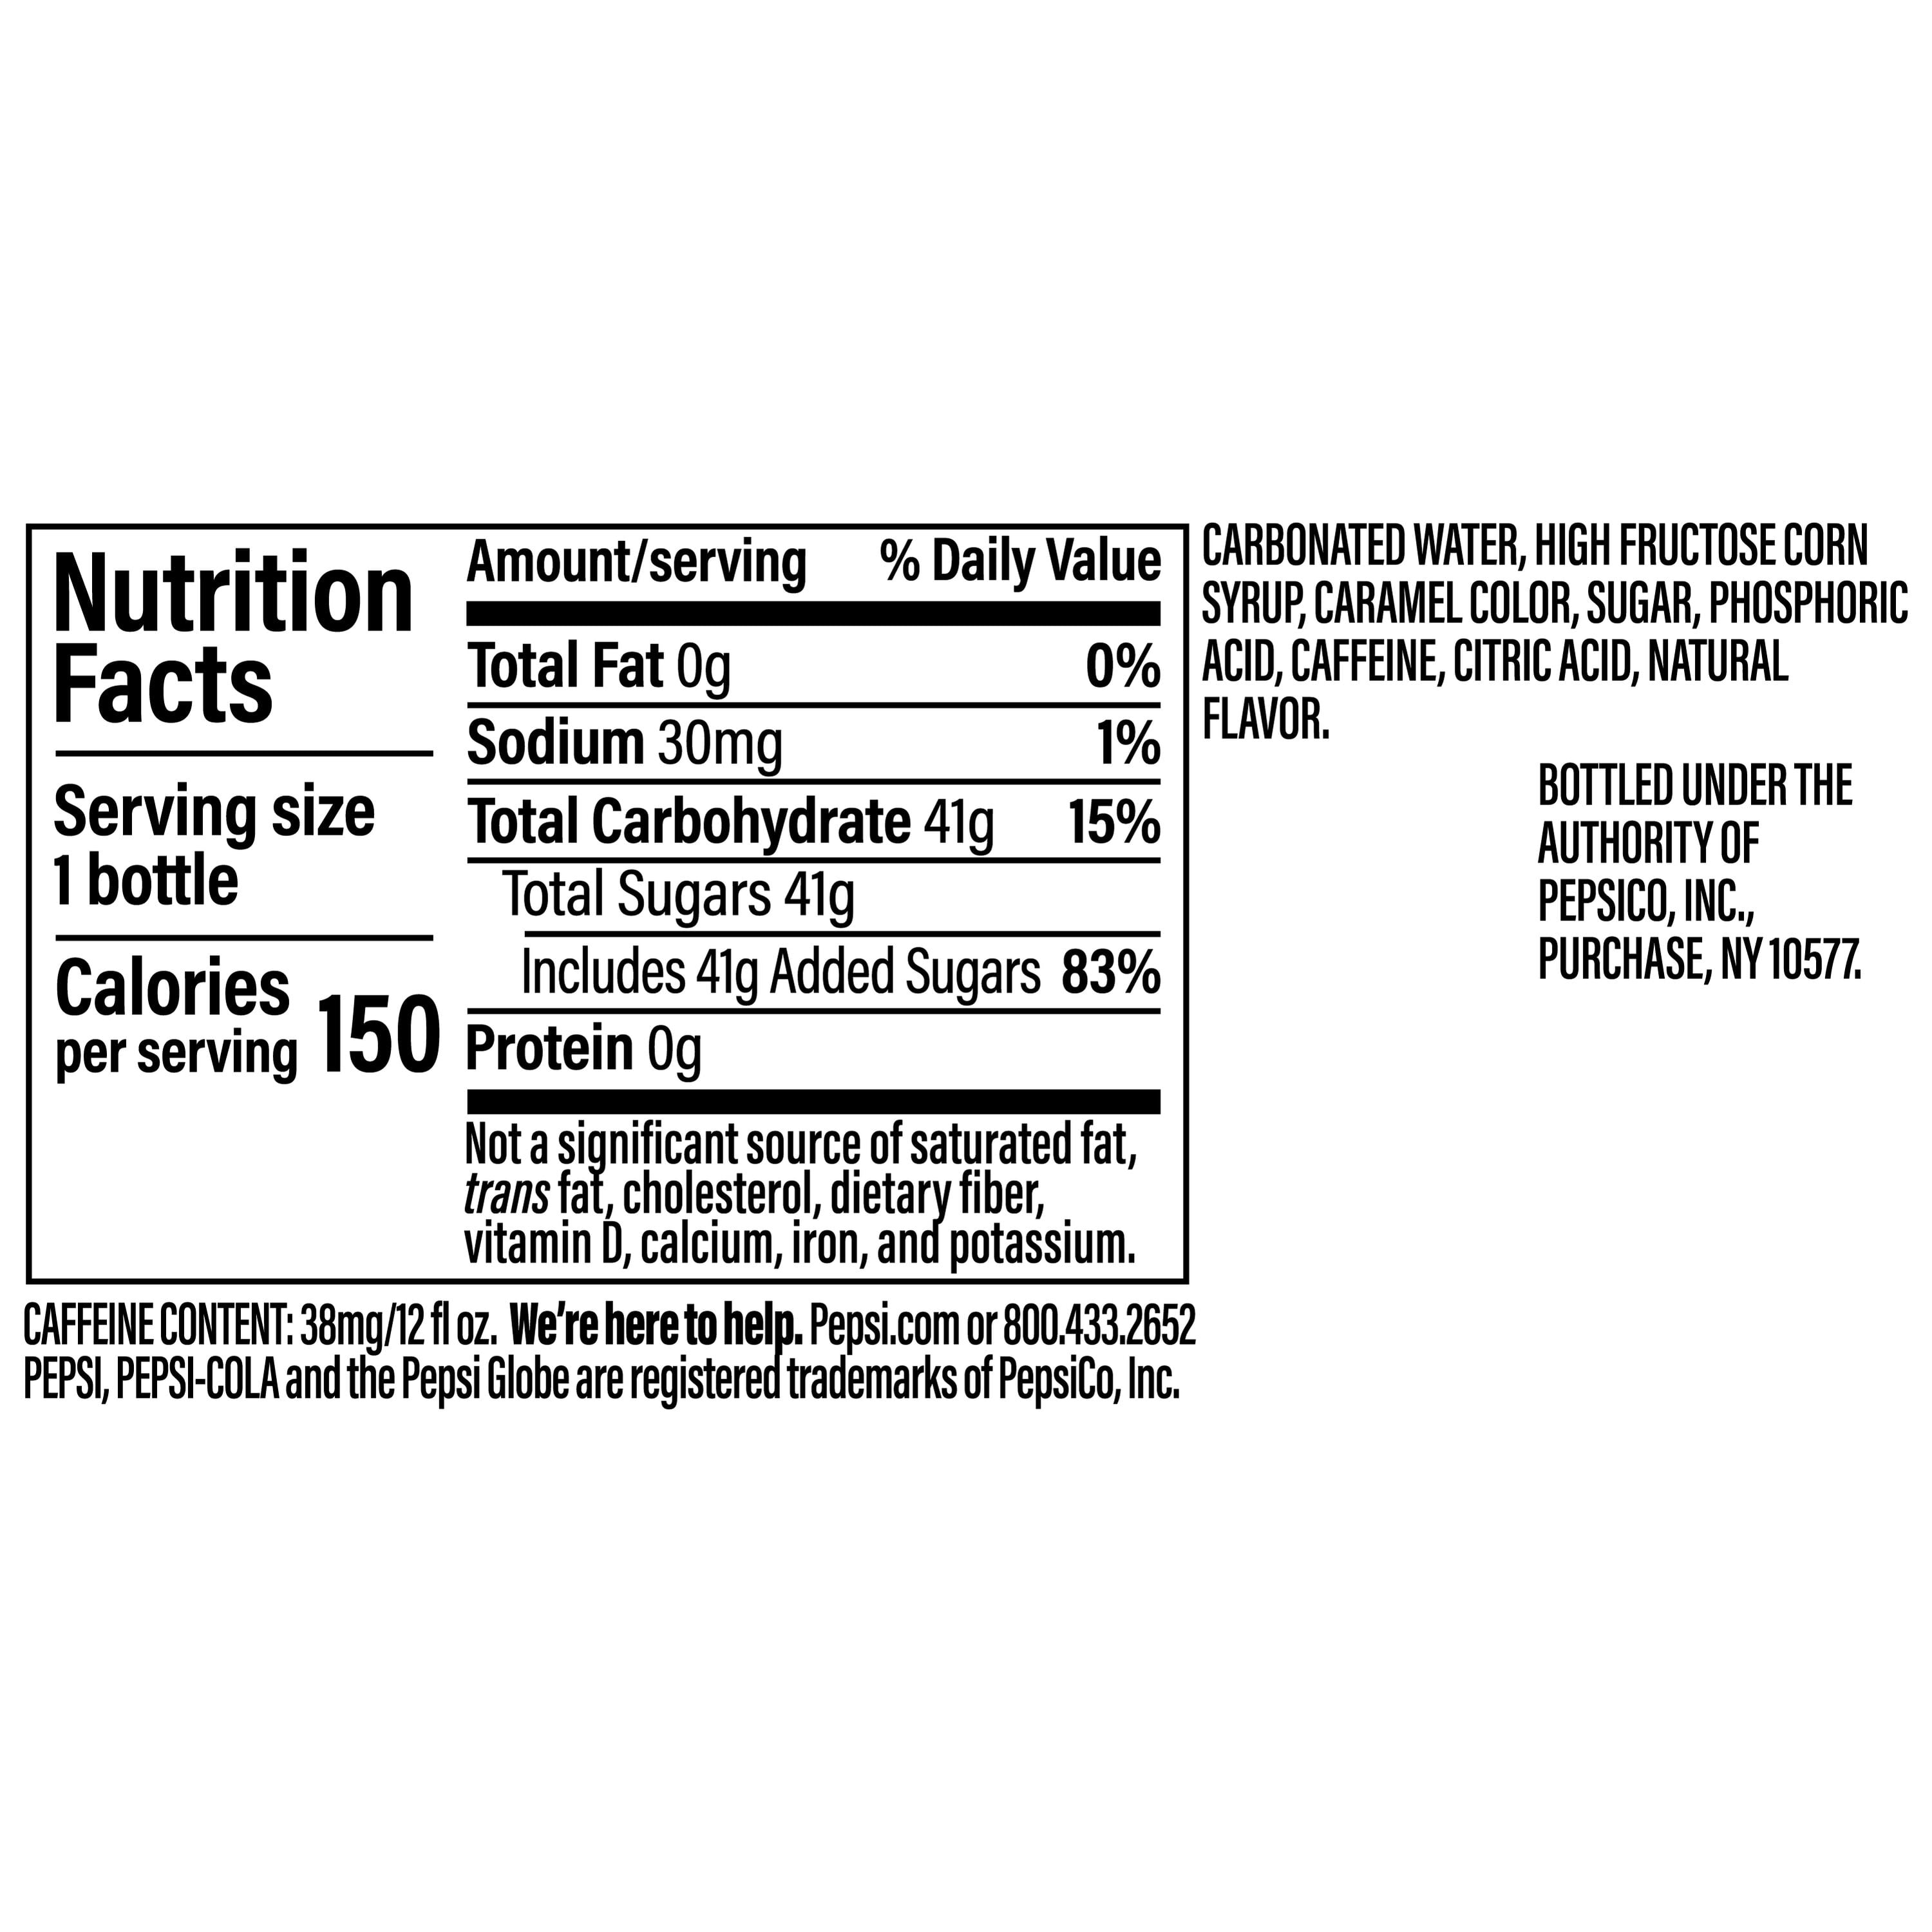 Nutrition
Facts
Serving size
1 bottle
Calories
per serving 150
Amount/serving % Daily Value
Total Fat 0g 0%
Sodium 30mg 1%
Total Carbohydrate 41g 15%
Total Sugars 41g
Includes 41g Added Sugars 83%
Protein 0g
Not a significant source of saturated fat,
trans fat, cholesterol, dietary fiber,
vitamin D, calcium, iron, and potassium.
CAFFEINE CONTENT: 38mg/12 fl oz. We're here to help. Pepsi.com or 800.433.2652
PEPSI, PEPSI-COLA and the Pepsi Globe are registered trademarks of PepsiCo, Inc.
CARBONATED WATER, HIGH FRUCTOSE CORN
SYRUP, CARAMEL COLOR, SUGAR, PHOSPHORIC
ACID, CAFFEINE, CITRIC ACID, NATURAL
FLAVOR.
BOTTLED UNDER THE
AUTHORITY OF
PEPSICO, INC.,
PURCHASE, NY 10577.